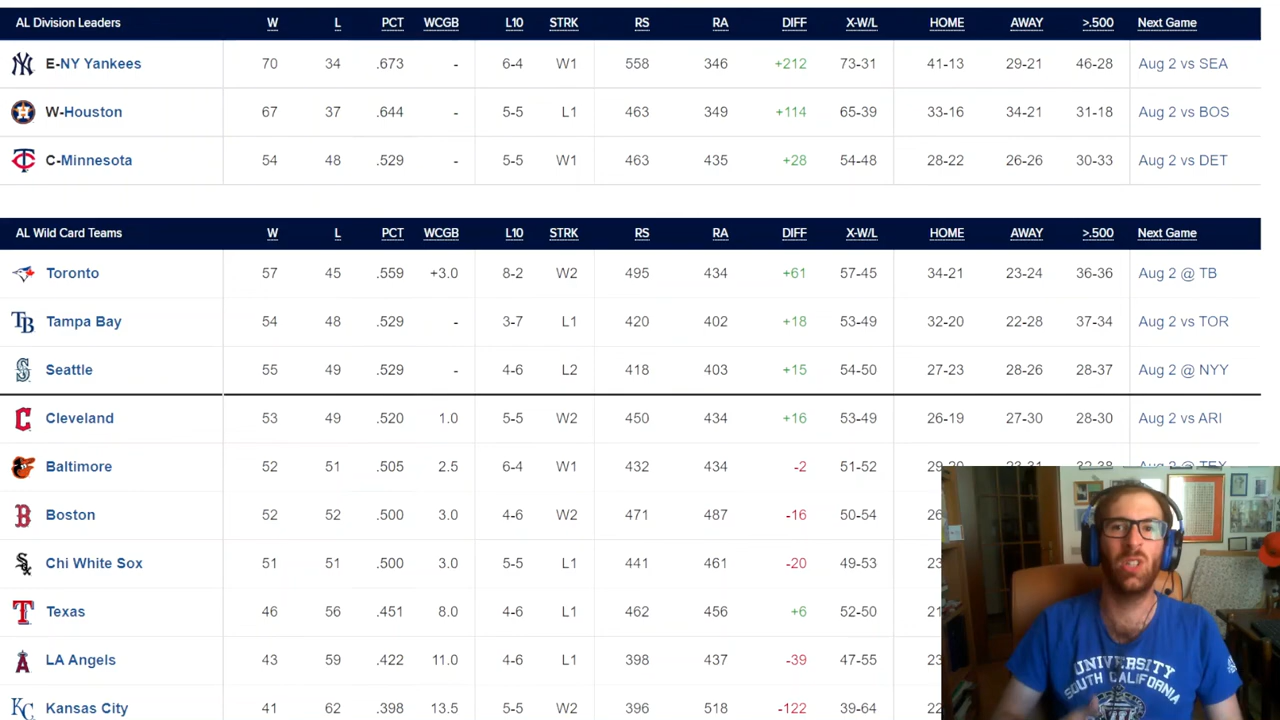 AL Division Leaders W L PCT WCGB L10 STRK RS RA DIFF X-W/L HOME AWAY >.500 Next Game
E-NY Yankees 70 34 .673 - 6-4 W1 558 346 +212 73-31 41-13 29-21 46-28 Aug 2 vs SEA
W-Houston 67 37 .644 - 5-5 L1 463 349 +114 65-39 33-16 34-21 31-18 Aug 2 vs BOS
C-Minnesota 54 48 .529 - 5-5 W1 463 435 +28 54-48 28-22 26-26 30-33 Aug 2 vs DET
AL Wild Card Teams W L PCT WCGB L10 STRK RS RA DIFF X-W/L HOME AWAY >.500 Next Game
Toronto 57 45 .559 +3.0 8-2 W2 495 434 +61 57-45 34-21 23-24 36-36 Aug 2 @ TB
Tampa Bay 54 48 .529 - 3-7 L1 420 402 +18 53-49 32-20 22-28 37-34 Aug 2 vs TOR
Seattle 55 49 .529 - 4-6 L2 418 403 +15 54-50 27-23 28-26 28-37 Aug 2 @ NYY
Cleveland 53 49 .520 1.0 5-5 W2 450 434 +16 53-49 26-19 27-30 28-30 Aug 2 vs ARI
Baltimore 52 51 .505 2.5 6-4 W1 432 434 -2 51-52 Aug 2 @ TEX
Boston 52 52 .500 3.0 4-6 W2 471 487 -16 50-54 26
Chi White Sox 51 51 .500 3.0 5-5 L1 441 461 -20 49-53 23
Texas 46 56 .451 8.0 4-6 L1 462 456 +6 52-50 21
LA Angels 43 59 .422 11.0 4-6 L1 398 437 -39 47-55 23
Kansas City 41 62 .398 13.5 5-5 W2 396 518 -122 39-64 22
UNIVERSITY
SOUTH CALIFORNIA